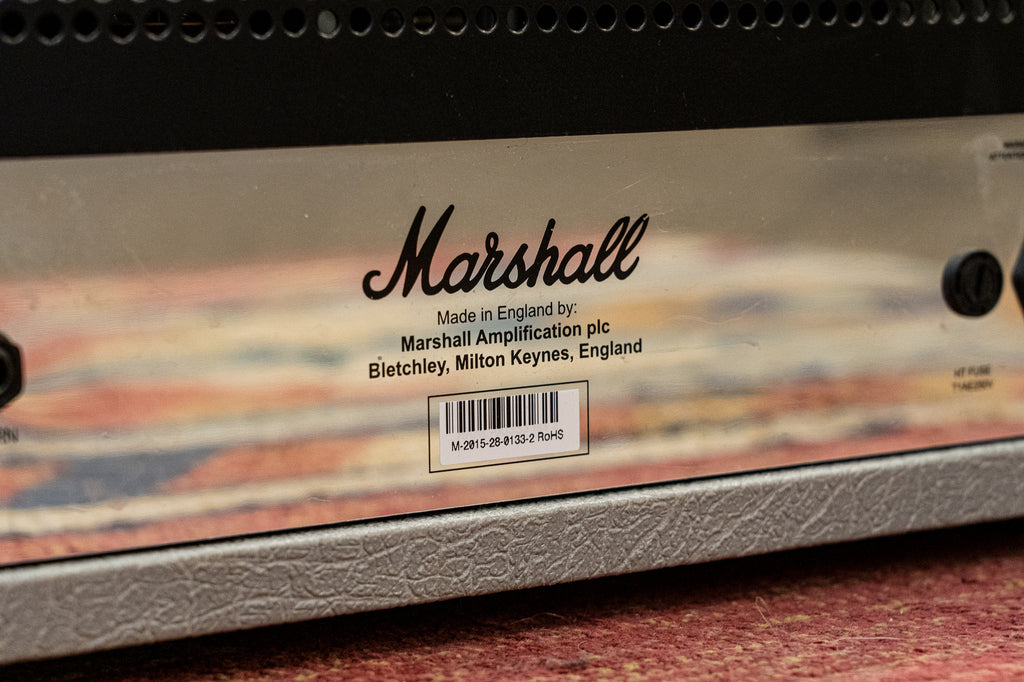 Marshall
Made in England by:
Marshall Amplification plc
Bletchley, Milton Keynes, England
M-2015-28-0133-2 RoHS
HT FUSE